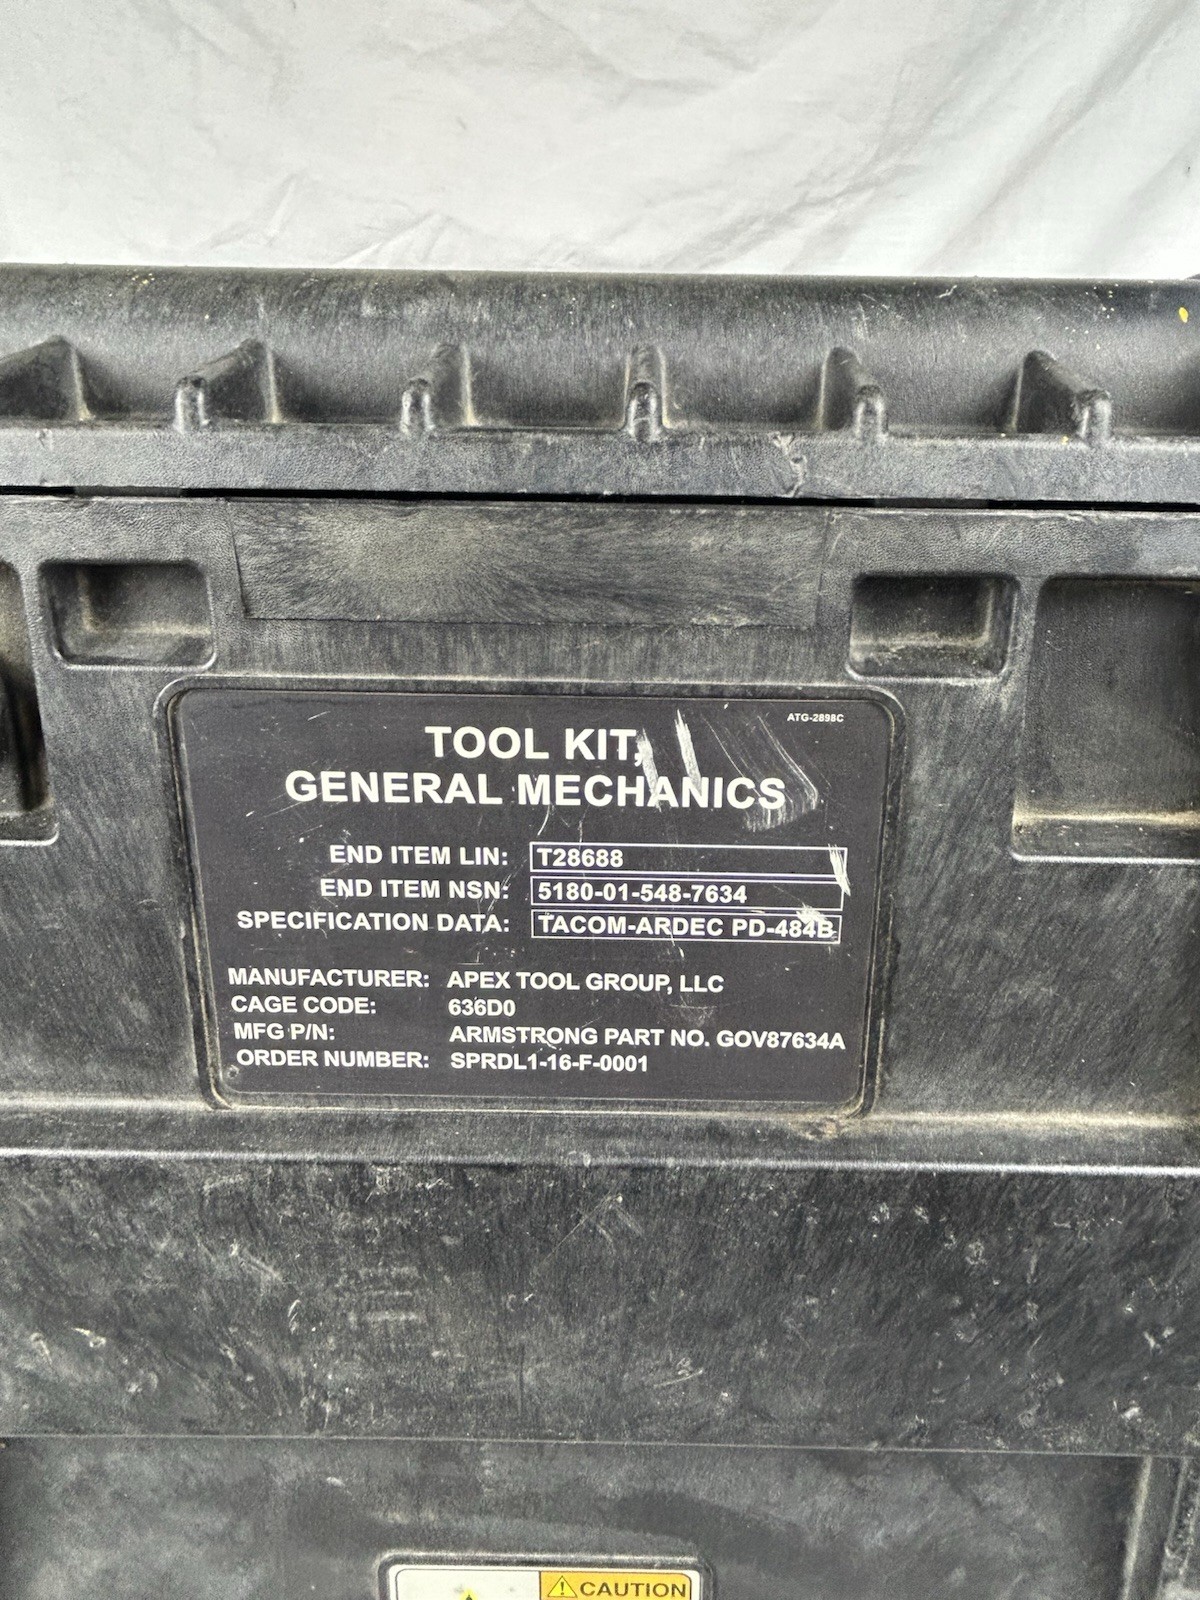 ATG-2898C
TOOL KIT,
GENERAL MECHANICS
END ITEM LIN: T28688
END ITEM NSN: 5180-01-548-7634
SPECIFICATION DATA: TACOM-ARDEC PD-484B
MANUFACTURER: APEX TOOL GROUP, LLC
CAGE CODE: 636D0
MFG P/N: ARMSTRONG PART NO. GOV87634A
ORDER NUMBER: SPRDL1-16-F-0001
CAUTION